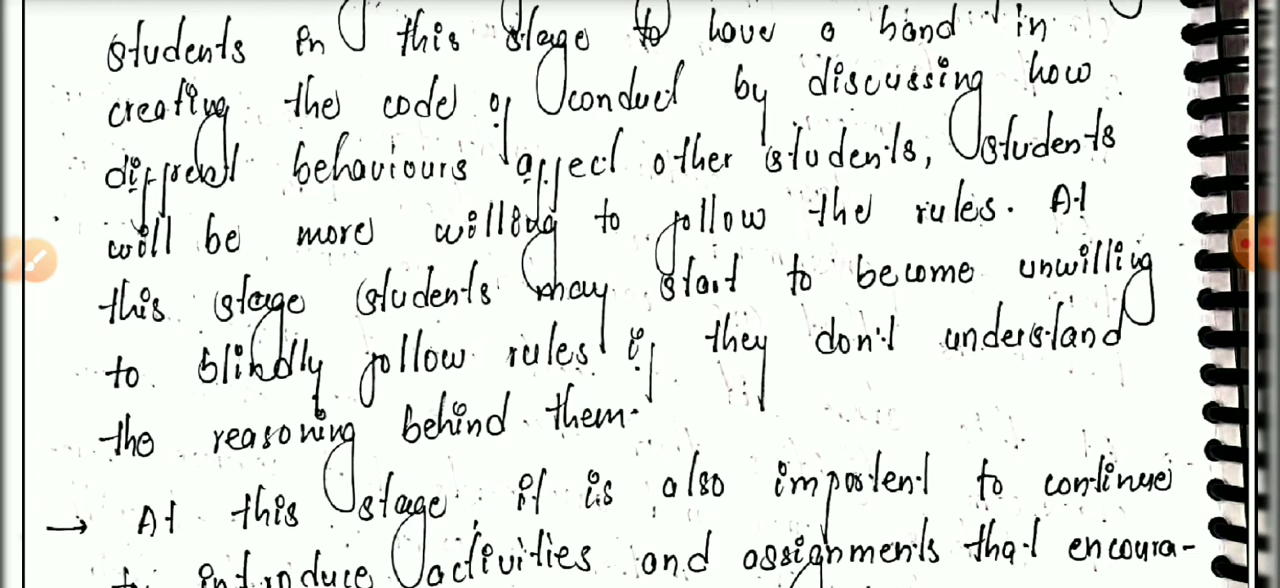 students in this stage to have a hand in
creating the code of conduct by discussing how
different behaviours affect other students, students
will be more willing to follow the rules. At
this stage students may start to become unwilling
to blindly follow rules if they don't understand
the reasoning behind them.
→ At this stage it is also important to continue
to introduce activities and assignments that encoura-